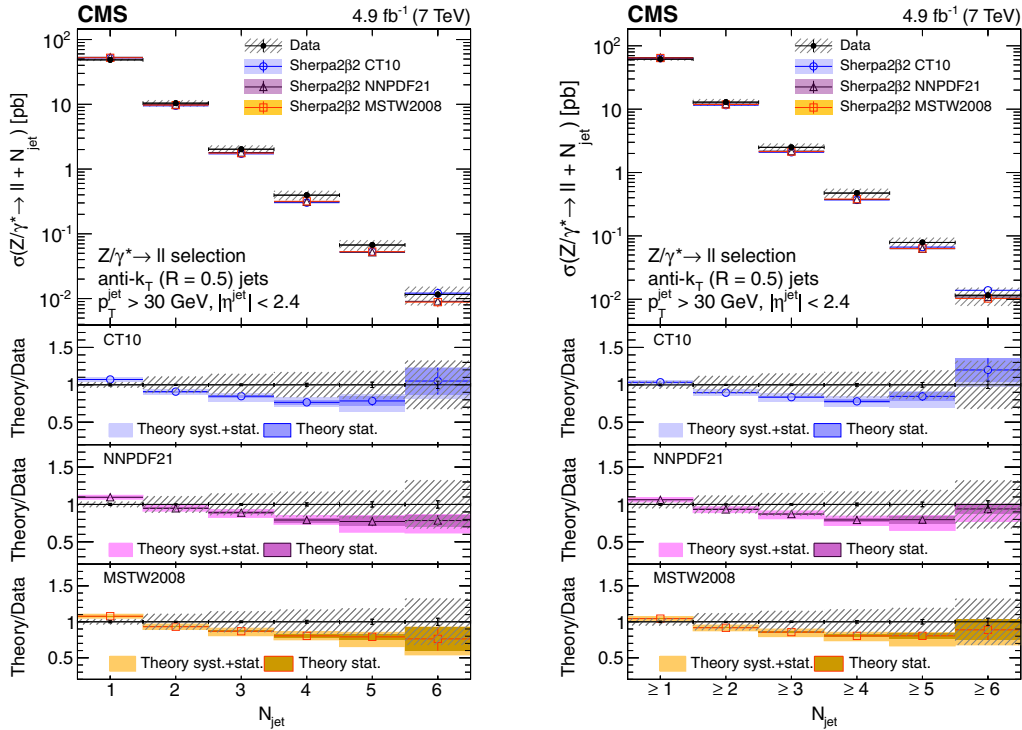 CMS 4.9 fb⁻¹ (7 TeV)
σ(Z/γ*→ ll + N_jet) [pb]
10²
10
1
10⁻¹
10⁻²
Data
Sherpa2β2 CT10
Sherpa2β2 NNPDF21
Sherpa2β2 MSTW2008
Z/γ*→ ll selection
anti-k_T (R = 0.5) jets
p_T^jet > 30 GeV, |η^jet| < 2.4
CT10
Theory/Data
1.5
1
0.5
Theory syst.+stat. Theory stat.
NNPDF21
Theory/Data
1.5
1
0.5
Theory syst.+stat. Theory stat.
MSTW2008
Theory/Data
1.5
1
0.5
Theory syst.+stat. Theory stat.
1 2 3 4 5 6
N_jet
CMS 4.9 fb⁻¹ (7 TeV)
σ(Z/γ*→ ll + N_jet) [pb]
10²
10
1
10⁻¹
10⁻²
Data
Sherpa2β2 CT10
Sherpa2β2 NNPDF21
Sherpa2β2 MSTW2008
Z/γ*→ ll selection
anti-k_T (R = 0.5) jets
p_T^jet > 30 GeV, |η^jet| < 2.4
CT10
Theory/Data
1.5
1
0.5
Theory syst.+stat. Theory stat.
NNPDF21
Theory/Data
1.5
1
0.5
Theory syst.+stat. Theory stat.
MSTW2008
Theory/Data
1.5
1
0.5
Theory syst.+stat. Theory stat.
≥ 1 ≥ 2 ≥ 3 ≥ 4 ≥ 5 ≥ 6
N_jet